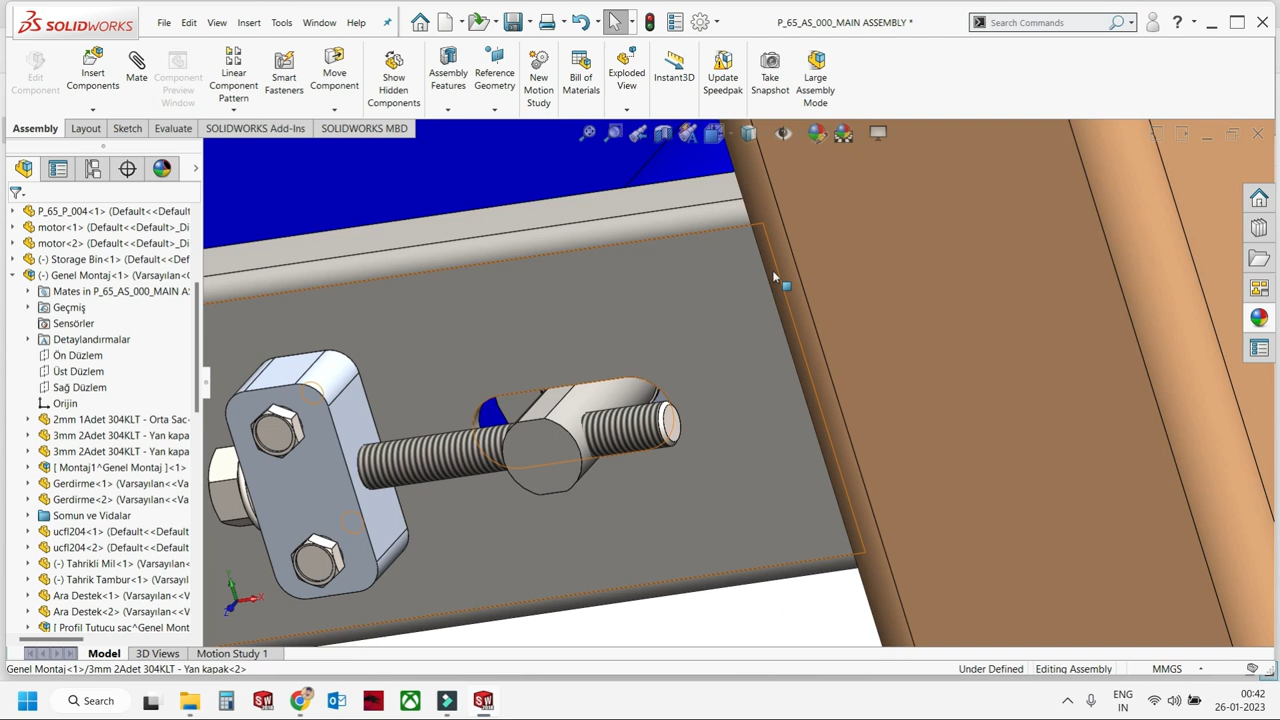 SOLIDWORKS
File Edit View Insert Tools Window Help
P_65_AS_000_MAIN ASSEMBLY *
Search Commands
?
Edit Component
Insert Components
Mate
Component Preview Window
Linear Component Pattern
Smart Fasteners
Move Component
Show Hidden Components
Assembly Features
Reference Geometry
New Motion Study
Bill of Materials
Exploded View
Instant3D
Update Speedpak
Take Snapshot
Large Assembly Mode
Assembly Layout Sketch Evaluate SOLIDWORKS Add-Ins SOLIDWORKS MBD
P_65_P_004<1> (Default<<Default
motor<1> (Default<<Default>_Di
motor<2> (Default<<Default>_Di
(-) Storage Bin<1> (Default<<Def
(-) Genel Montaj<1> (Varsayılan<
Mates in P_65_AS_000_MAIN A
Geçmiş
Sensörler
Detaylandırmalar
Ön Düzlem
Üst Düzlem
Sağ Düzlem
Orijin
2mm 1Adet 304KLT - Orta Sac
3mm 2Adet 304KLT - Yan kapa
3mm 2Adet 304KLT - Yan kapa
[ Montaj1^Genel Montaj ]<1>
Gerdirme<1> (Varsayılan<<Va
Gerdirme<2> (Varsayılan<<Va
Somun ve Vidalar
ucfl204<1> (Default<<Default
ucfl204<2> (Default<<Default
(-) Tahrikli Mil<1> (Default<<D
(-) Tahrik Tambur<1> (Varsayıl
Ara Destek<1> (Varsayılan<<V
Ara Destek<2> (Varsayılan<<V
[ Profil Tutucu sac^Genel Mont
Model 3D Views Motion Study 1
Genel Montaj<1>/3mm 2Adet 304KLT - Yan kapak<2>
Under Defined Editing Assembly MMGS
Search
ENG
IN
00:42
26-01-2023